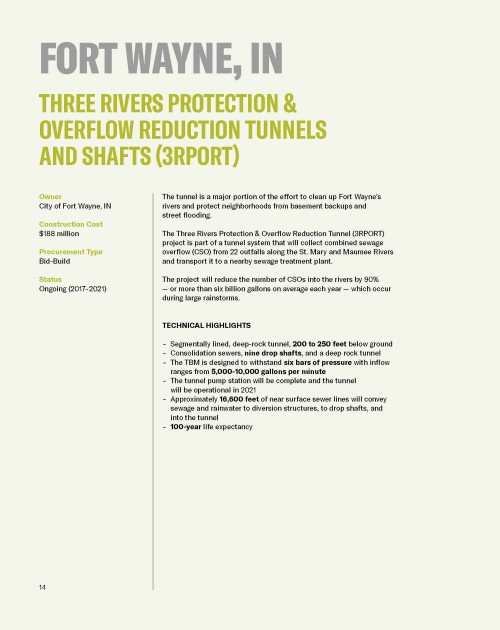 FORT WAYNE, IN
THREE RIVERS PROTECTION &
OVERFLOW REDUCTION TUNNELS
AND SHAFTS (3RPORT)
Owner
City of Fort Wayne, IN
Construction Cost
$188 million
Procurement Type
Bid-Build
Status
Ongoing (2017–2021)
The tunnel is a major portion of the effort to clean up Fort Wayne's
rivers and protect neighborhoods from basement backups and
street flooding.
The Three Rivers Protection & Overflow Reduction Tunnel (3RPORT)
project is part of a tunnel system that will collect combined sewage
overflow (CSO) from 22 outfalls along the St. Mary and Maumee Rivers
and transport it to a nearby sewage treatment plant.
The project will reduce the number of CSOs into the rivers by 90%
— or more than six billion gallons on average each year — which occur
during large rainstorms.
TECHNICAL HIGHLIGHTS
– Segmentally lined, deep-rock tunnel, 200 to 250 feet below ground
– Consolidation sewers, nine drop shafts, and a deep rock tunnel
– The TBM is designed to withstand six bars of pressure with inflow
ranges from 5,000-10,000 gallons per minute
– The tunnel pump station will be complete and the tunnel
will be operational in 2021
– Approximately 16,600 feet of near surface sewer lines will convey
sewage and rainwater to diversion structures, to drop shafts, and
into the tunnel
– 100-year life expectancy
14